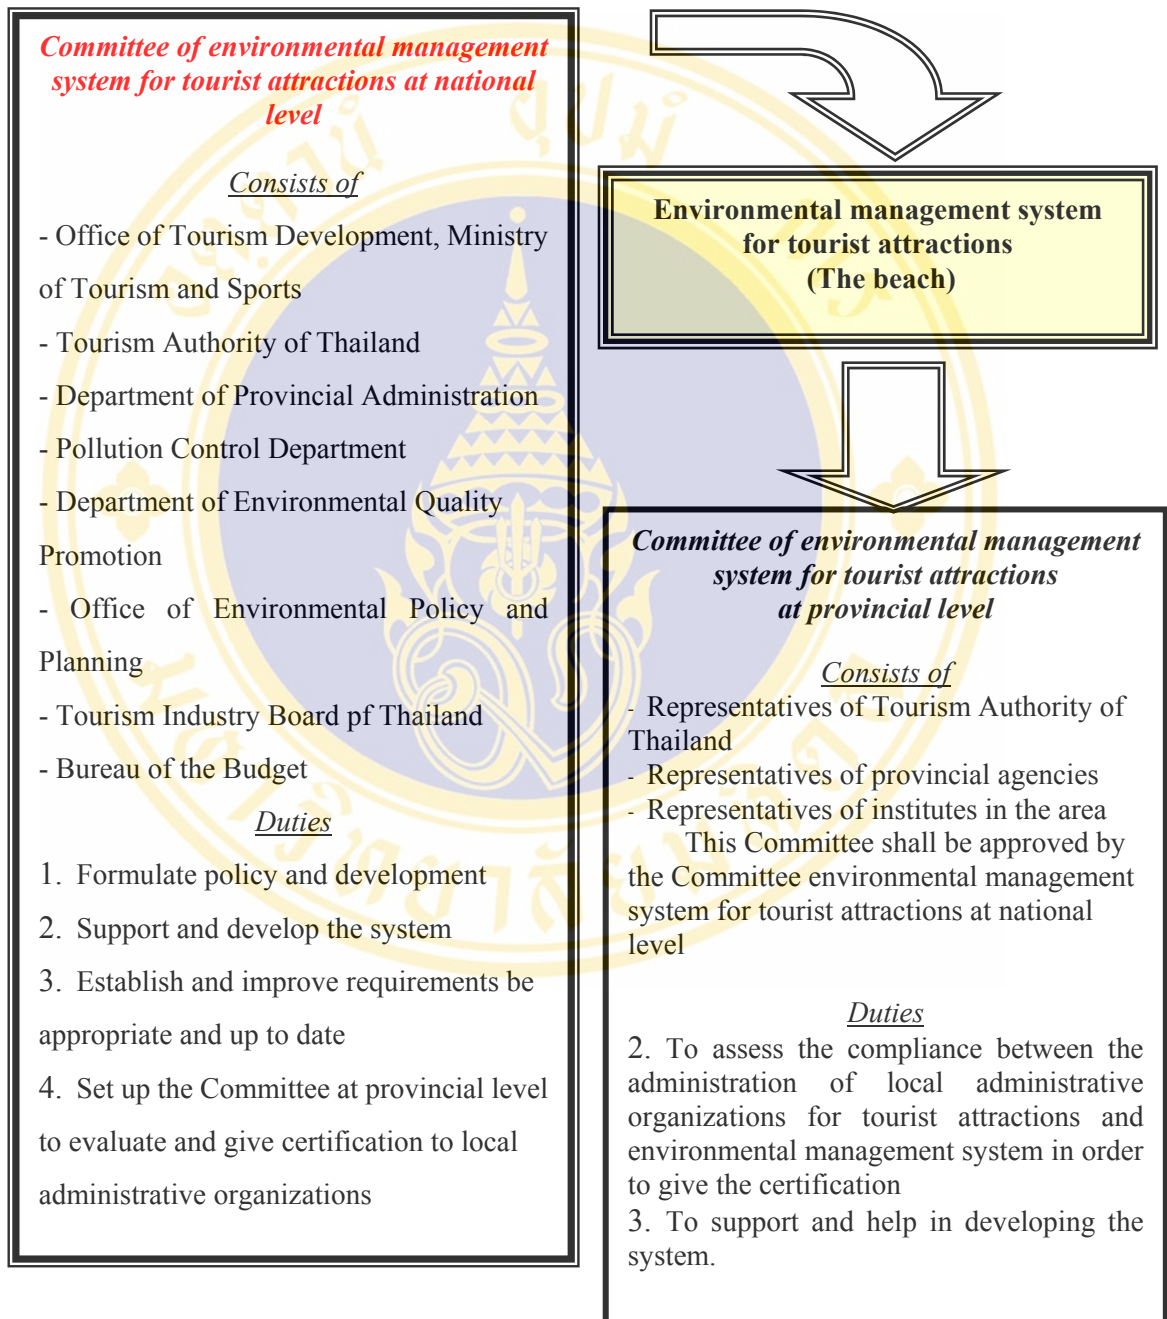 Committee of environmental management
system for tourist attractions at national
level
Consists of
- Office of Tourism Development, Ministry
of Tourism and Sports
- Tourism Authority of Thailand
- Department of Provincial Administration
- Pollution Control Department
- Department of Environmental Quality
Promotion
- Office of Environmental Policy and
Planning
- Tourism Industry Board pf Thailand
- Bureau of the Budget
Duties
1. Formulate policy and development
2. Support and develop the system
3. Establish and improve requirements be
appropriate and up to date
4. Set up the Committee at provincial level
to evaluate and give certification to local
administrative organizations
Environmental management system
for tourist attractions
(The beach)
Committee of environmental management
system for tourist attractions
at provincial level
Consists of
- Representatives of Tourism Authority of
Thailand
- Representatives of provincial agencies
- Representatives of institutes in the area
This Committee shall be approved by
the Committee environmental management
system for tourist attractions at national
level
Duties
2. To assess the compliance between the
administration of local administrative
organizations for tourist attractions and
environmental management system in order
to give the certification
3. To support and help in developing the
system.